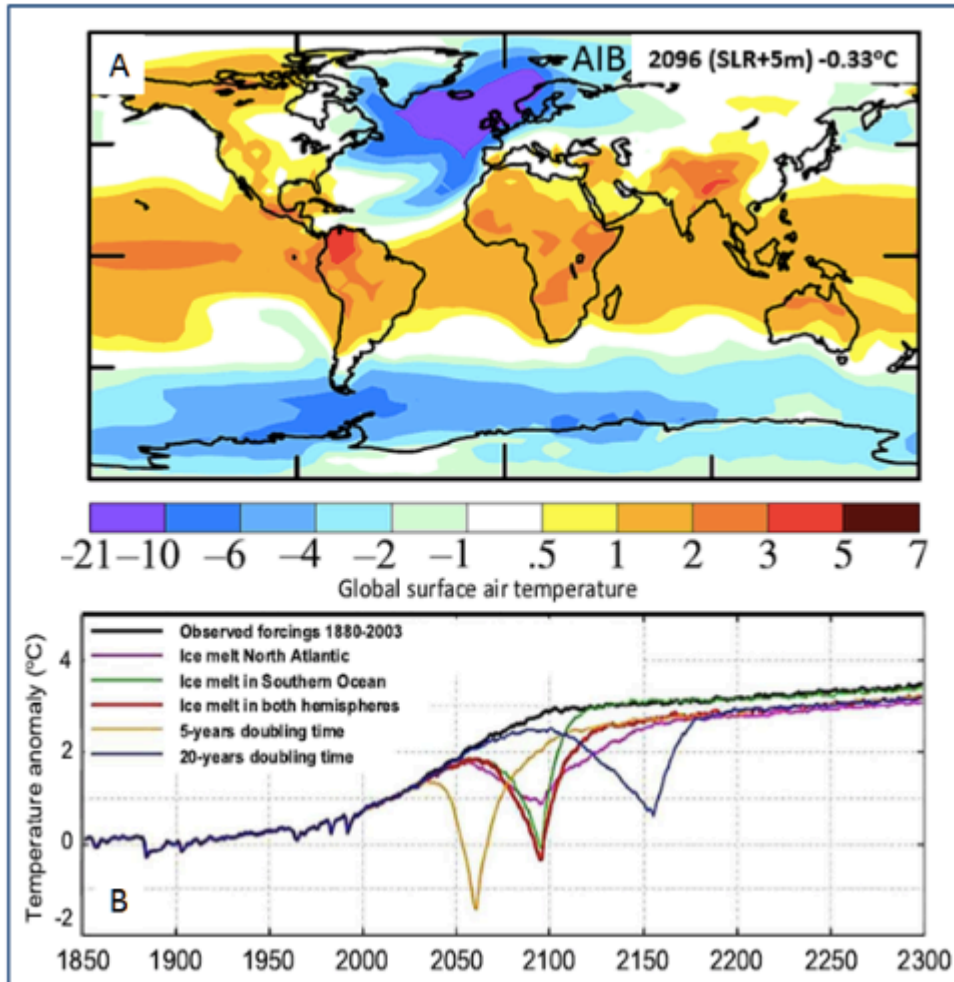 A
AIB
2096 (SLR+5m) -0.33°C
-21 -10 -6 -4 -2 -1 .5 1 2 3 5 7
Global surface air temperature
Temperature anomaly (°C)
4
2
0
-2
Observed forcings 1880-2003
Ice melt North Atlantic
Ice melt in Southern Ocean
Ice melt in both hemispheres
5-years doubling time
20-years doubling time
B
1850 1900 1950 2000 2050 2100 2150 2200 2250 2300